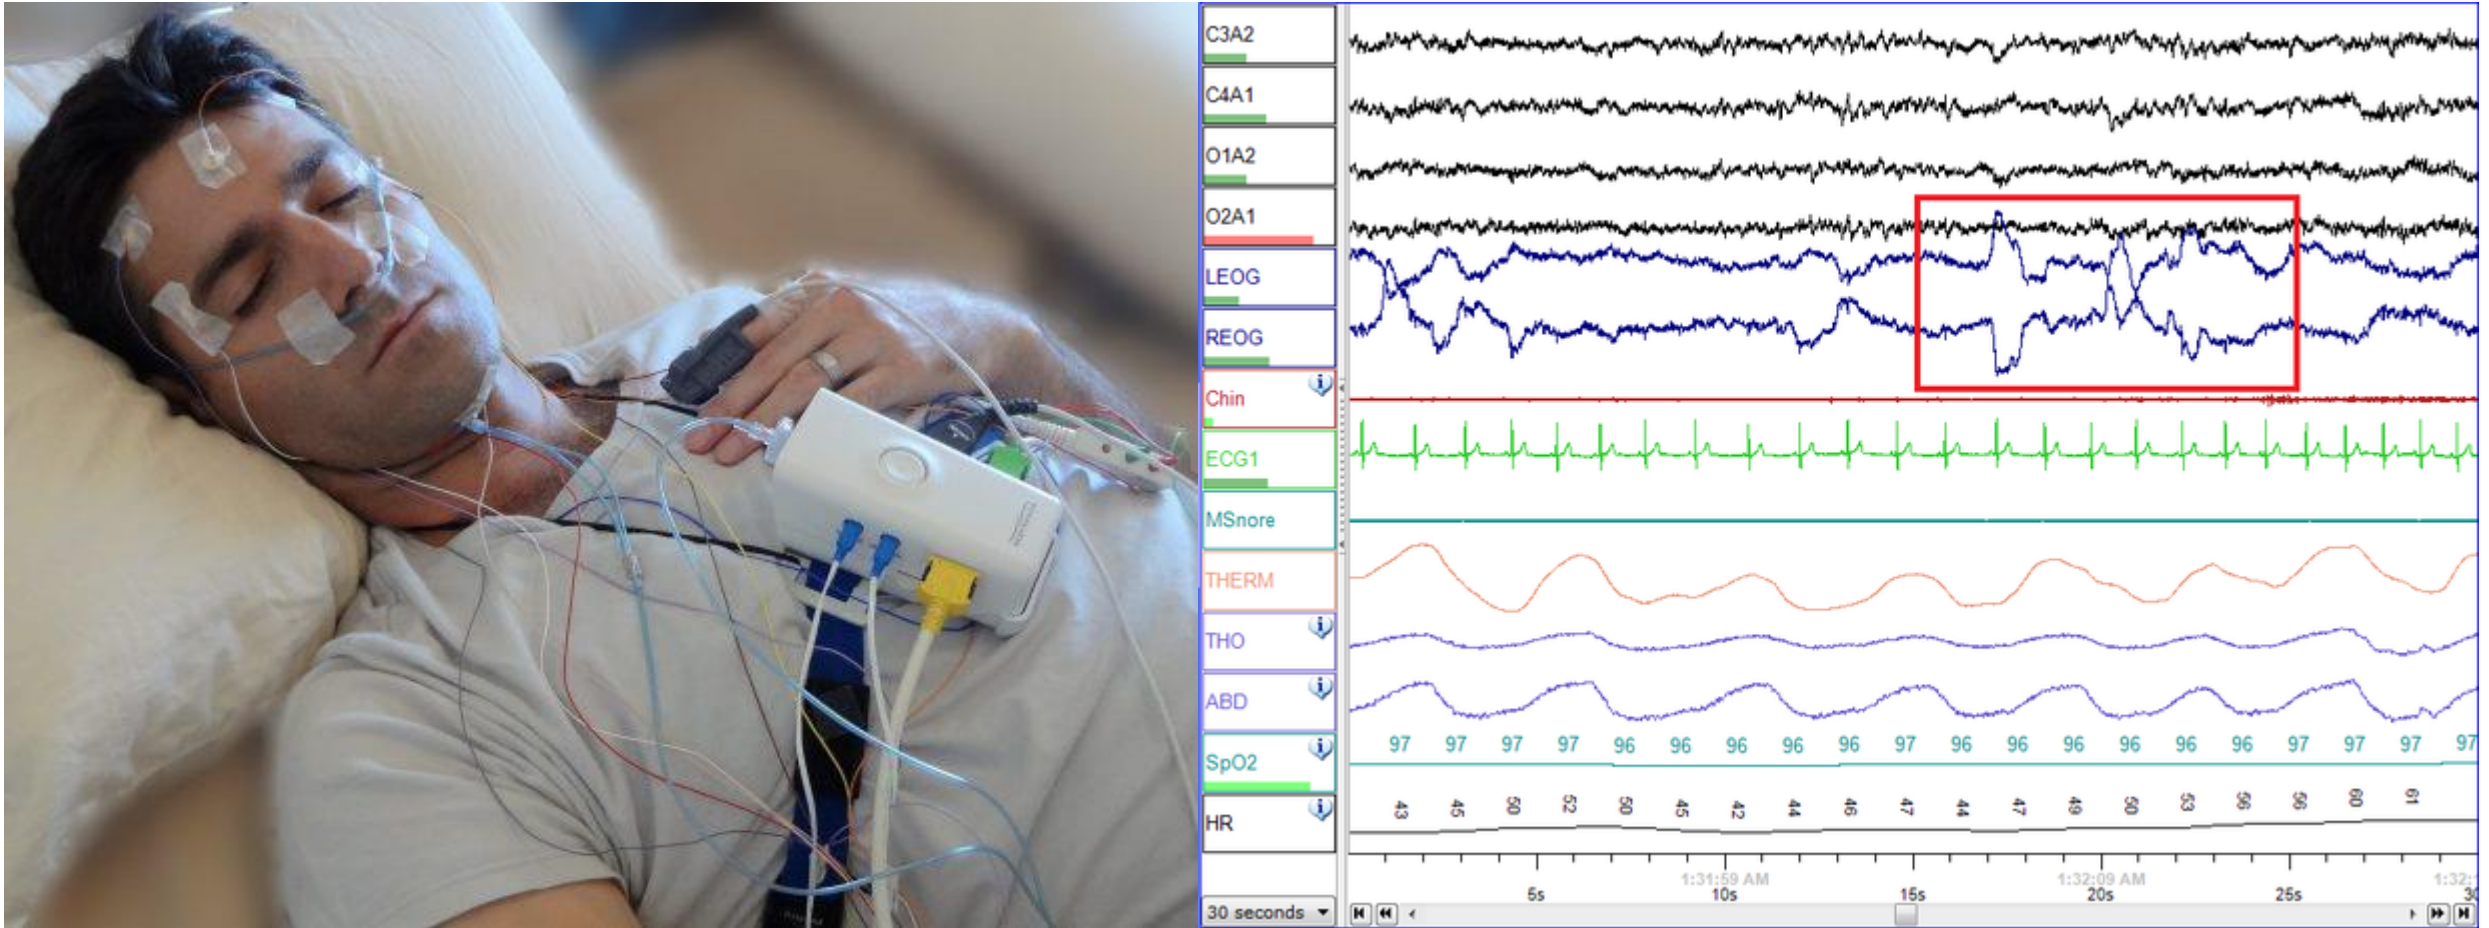 C3A2
C4A1
O1A2
O2A1
LEOG
REOG
Chin
ECG1
MSnore
THERM
THO
ABD
97 97 97 97 96 96 96 96 96 97 96 96 96 96 96 96 97 97 97 97
SpO2
43 45 50 52 50 45 42 44 46 47 44 47 49 50 53 56 56 60 61
HR
1:31:59 AM 1:32:09 AM
5s 10s 15s 20s 25s
30 seconds